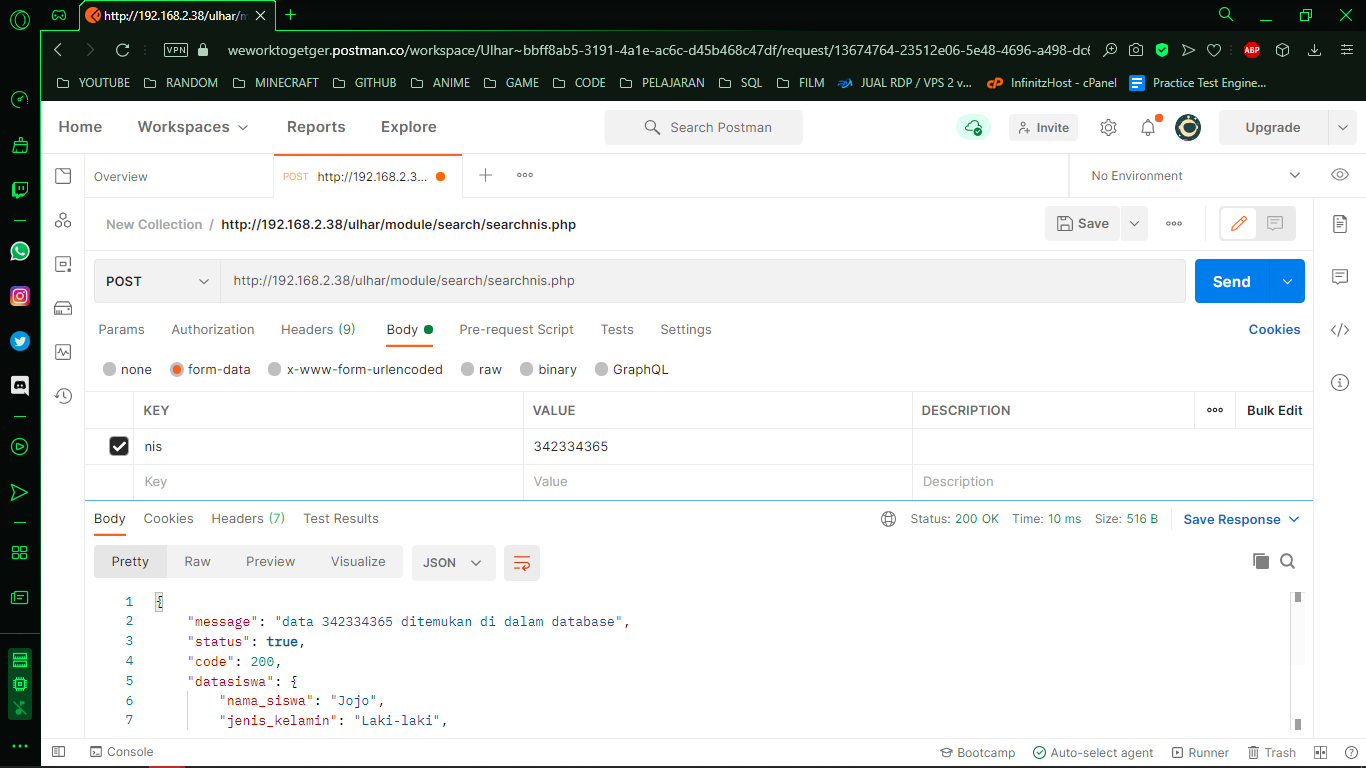 http://192.168.2.38/ulhar/m
VPN
weworktogetger.postman.co/workspace/Ulhar~bbff8ab5-3191-4a1e-ac6c-d45b468c47df/request/13674764-23512e06-5e48-4696-a498-dc6
ABP
YOUTUBE RANDOM MINECRAFT GITHUB ANIME GAME CODE PELAJARAN SQL FILM JUAL RDP / VPS 2 v... InfinitzHost - cPanel Practice Test Engine...
Home Workspaces Reports Explore Search Postman Invite Upgrade
Overview POST http://192.168.2.3... No Environment
New Collection / http://192.168.2.38/ulhar/module/search/searchnis.php Save
POST http://192.168.2.38/ulhar/module/search/searchnis.php Send
Params Authorization Headers (9) Body Pre-request Script Tests Settings Cookies
none form-data x-www-form-urlencoded raw binary GraphQL
KEY VALUE DESCRIPTION Bulk Edit
nis 342334365
Key Value Description
Body Cookies Headers (7) Test Results Status: 200 OK Time: 10 ms Size: 516 B Save Response
Pretty Raw Preview Visualize JSON
1 {
2 "message": "data 342334365 ditemukan di dalam database",
3 "status": true,
4 "code": 200,
5 "datasiswa": {
6 "nama_siswa": "Jojo",
7 "jenis_kelamin": "Laki-laki",
Console Bootcamp Auto-select agent Runner Trash